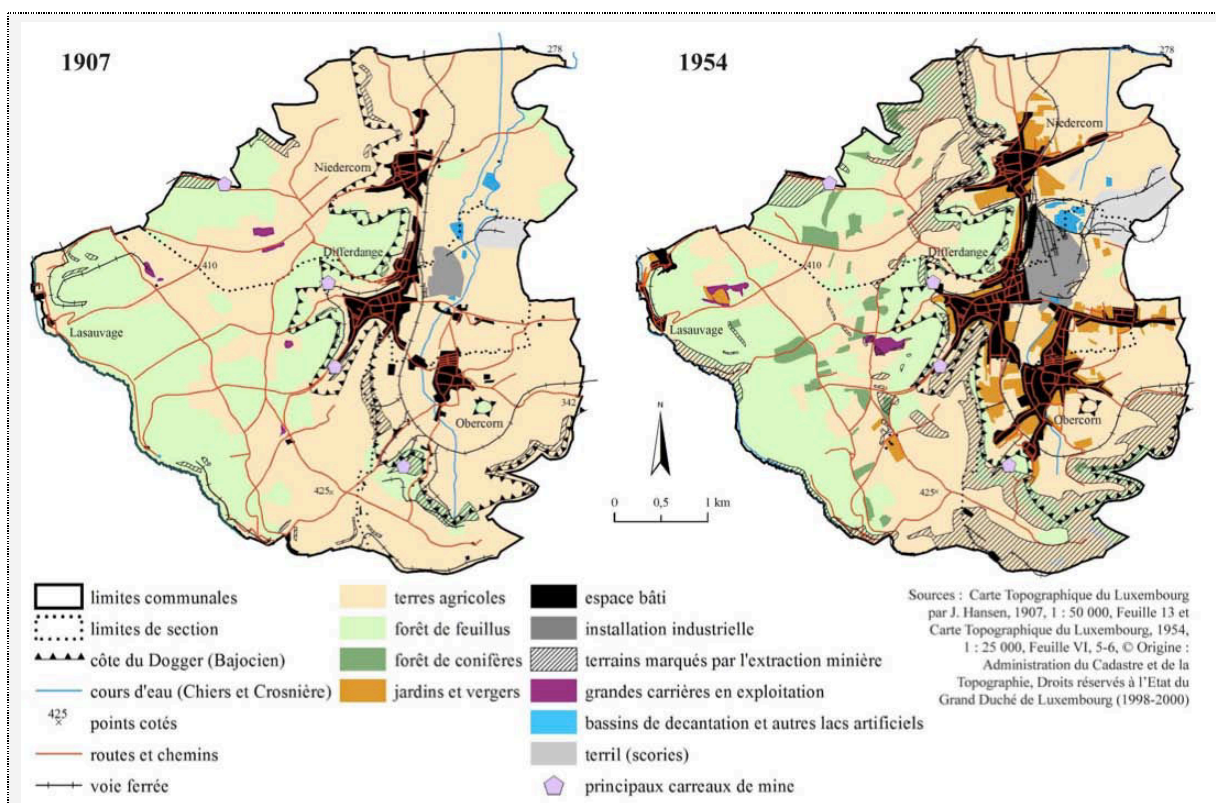 1907
278
Niedercorn
Differdange
410
Lasauvage
342
Obercorn
425x
1954
278
Niedercorn
Differdange
410
Lasauvage
342
Obercorn
425x
N
0 0,5 1 km
limites communales
limites de section
côte du Dogger (Bajocien)
cours d'eau (Chiers et Crosnière)
425
x
points cotés
routes et chemins
voie ferrée
terres agricoles
forêt de feuillus
forêt de conifères
jardins et vergers
espace bâti
installation industrielle
terrains marqués par l'extraction minière
grandes carrières en exploitation
bassins de decantation et autres lacs artificiels
terril (scories)
principaux carreaux de mine
Sources : Carte Topographique du Luxembourg
par J. Hansen, 1907, 1 : 50 000, Feuille 13 et
Carte Topographique du Luxembourg, 1954,
1 : 25 000, Feuille VI, 5-6, © Origine :
Administration du Cadastre et de la
Topographie, Droits réservés à l'Etat du
Grand Duché de Luxembourg (1998-2000)